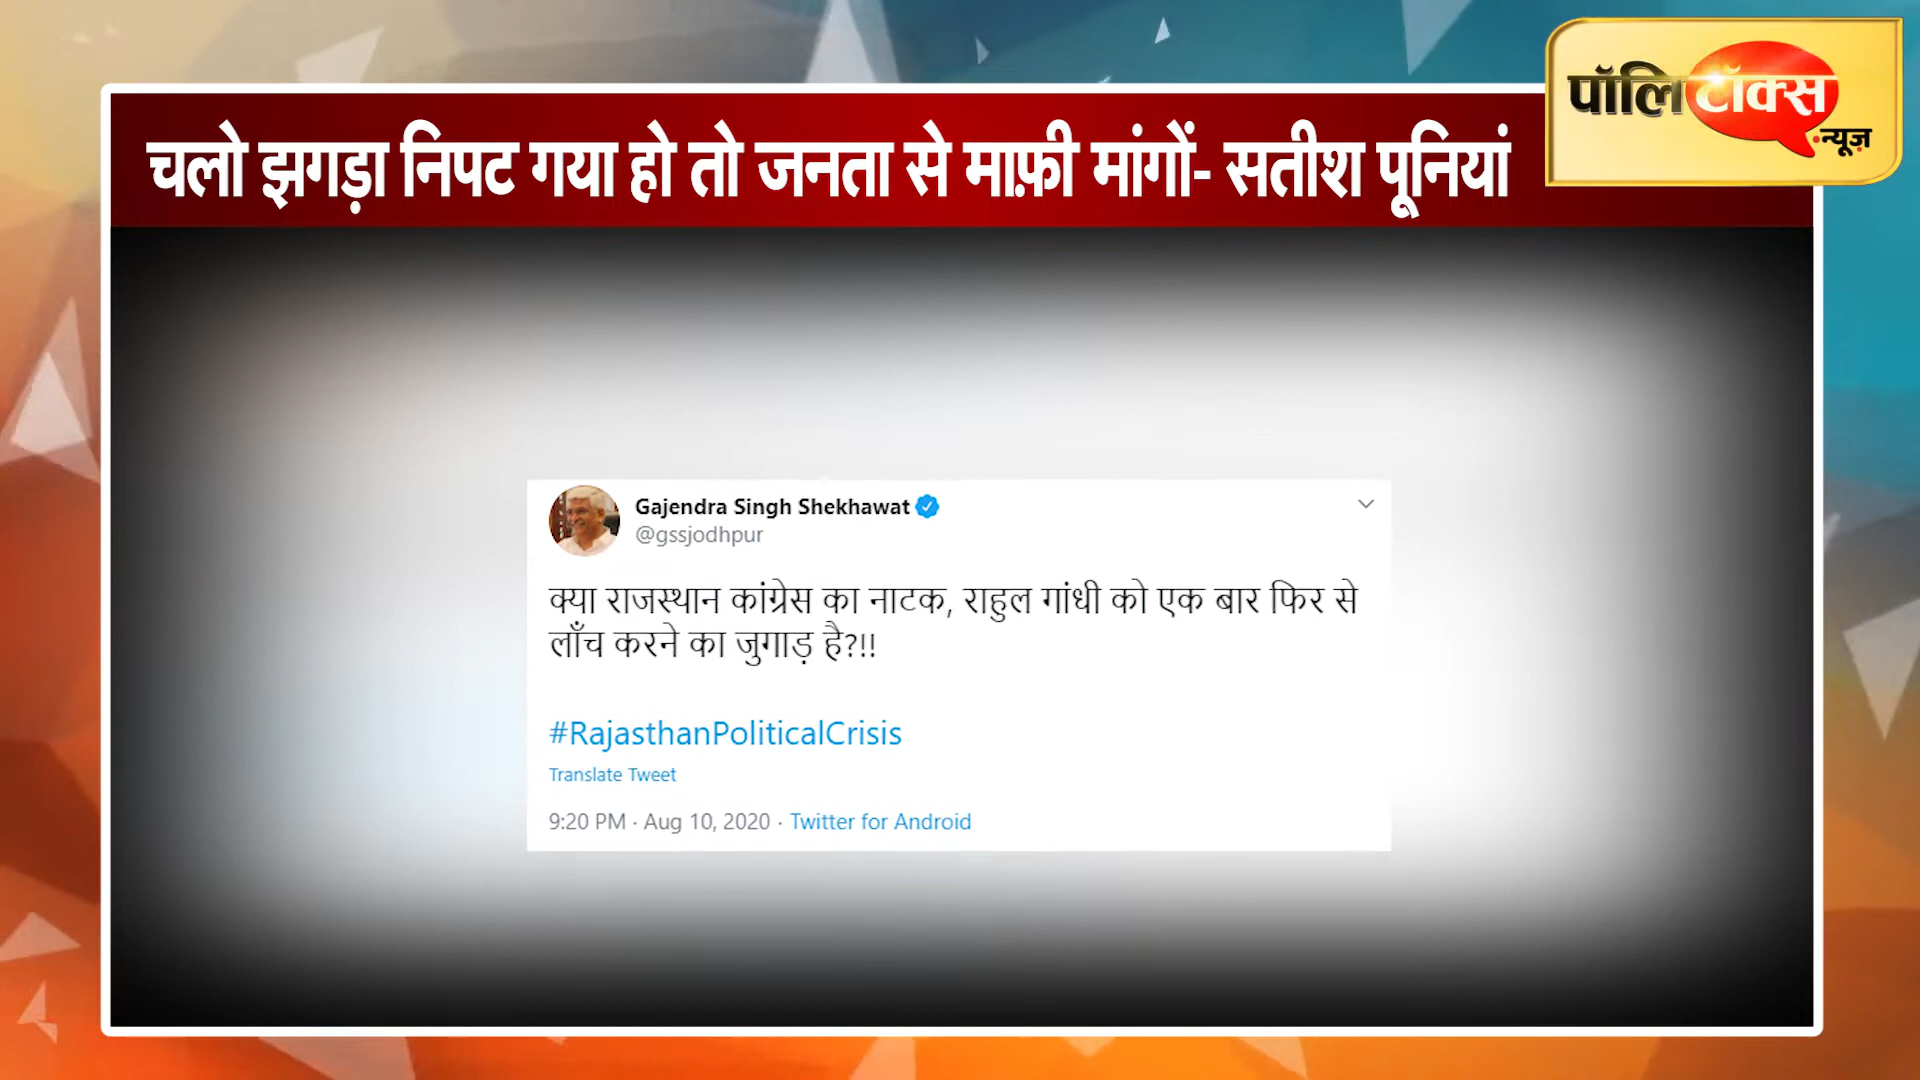 चलो झगड़ा निपट गया हो तो जनता से माफ़ी मांगों- सतीश पूनियां
पॉलिटॉक्स
न्यूज़
Gajendra Singh Shekhawat
@gssjodhpur
क्या राजस्थान कांग्रेस का नाटक, राहुल गांधी को एक बार फिर से
लाँच करने का जुगाड़ है?!!
#RajasthanPoliticalCrisis
Translate Tweet
9:20 PM · Aug 10, 2020 · Twitter for Android